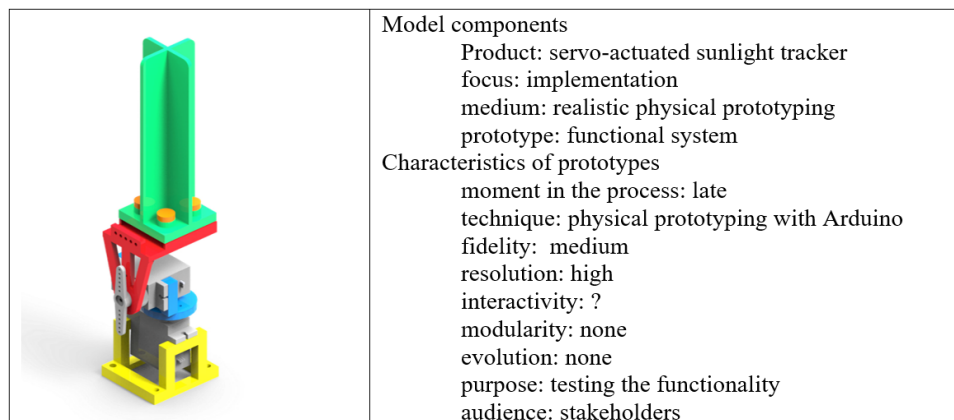 Model components
Product: servo-actuated sunlight tracker
focus: implementation
medium: realistic physical prototyping
prototype: functional system
Characteristics of prototypes
moment in the process: late
technique: physical prototyping with Arduino
fidelity:  medium
resolution: high
interactivity: ?
modularity: none
evolution: none
purpose: testing the functionality
audience: stakeholders